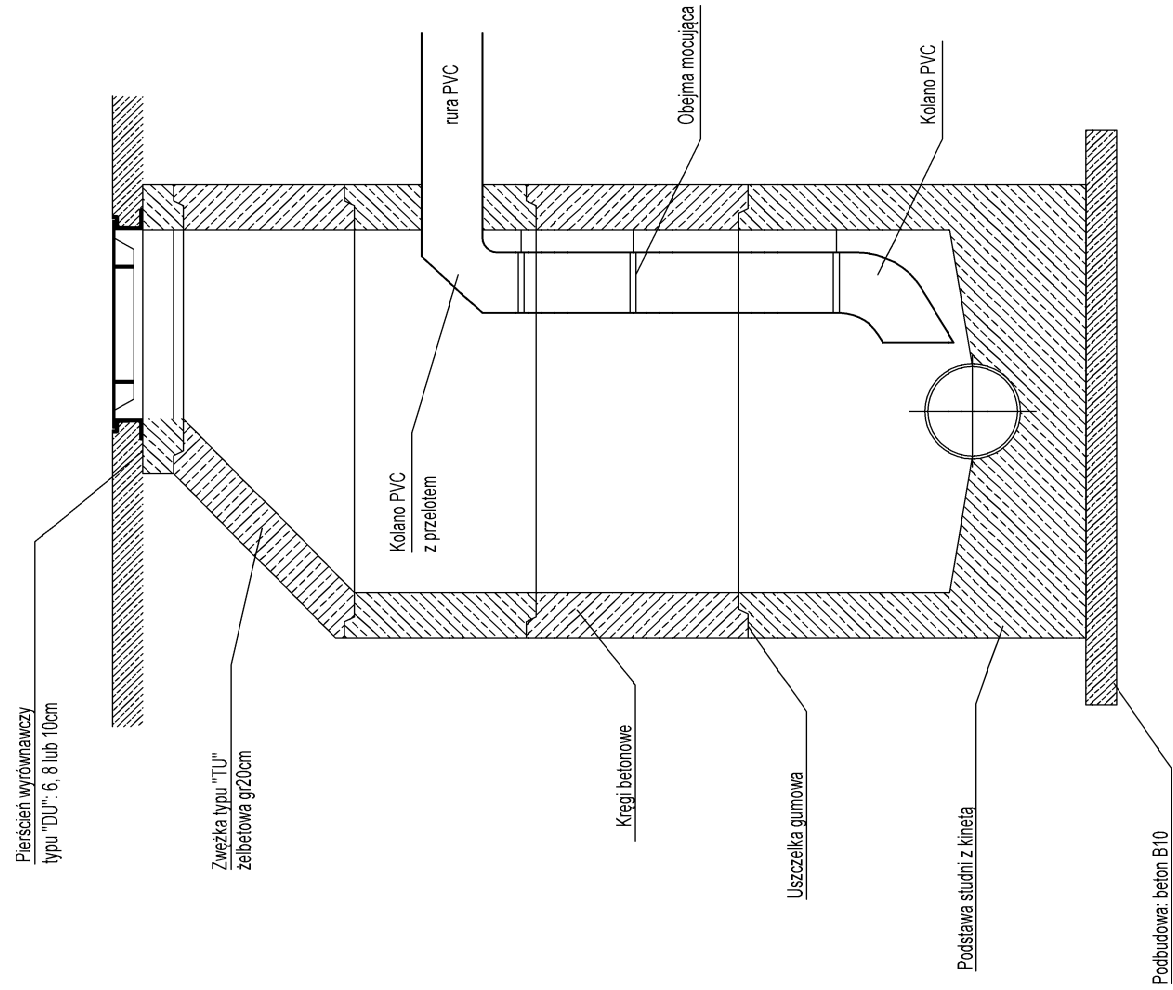 Pierścień wyrównawczy
typu "DU": 6, 8 lub 10cm
Zwężka typu "TU"
żelbetowa gr20cm
Kolano PVC
z przelotem
rura PVC
Obejma mocująca
Kolano PVC
Kręgi betonowe
Uszczelka gumowa
Podstawa studni z kinetą
Podbudowa: beton B10